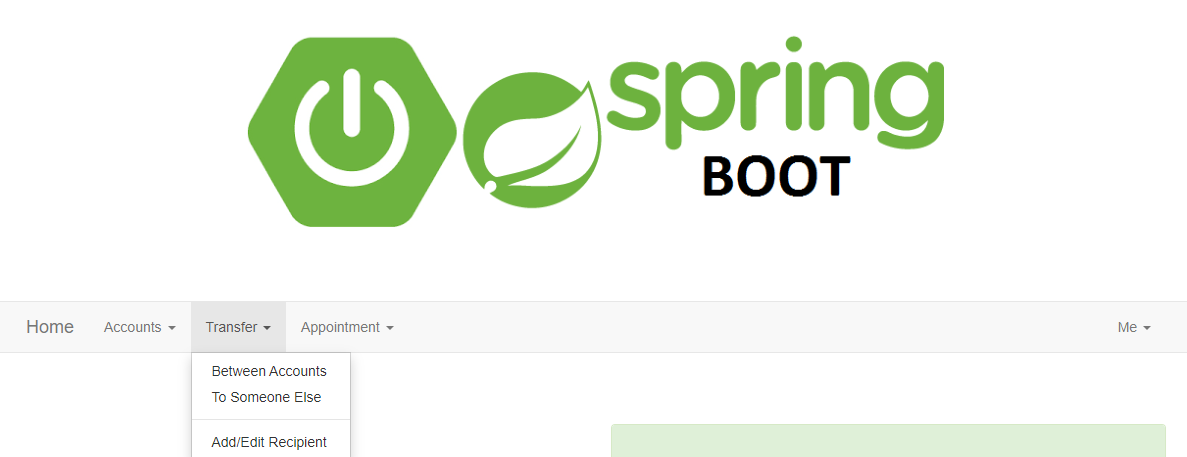 spring
BOOT
Home Accounts Transfer Appointment Me
Between Accounts
To Someone Else
Add/Edit Recipient